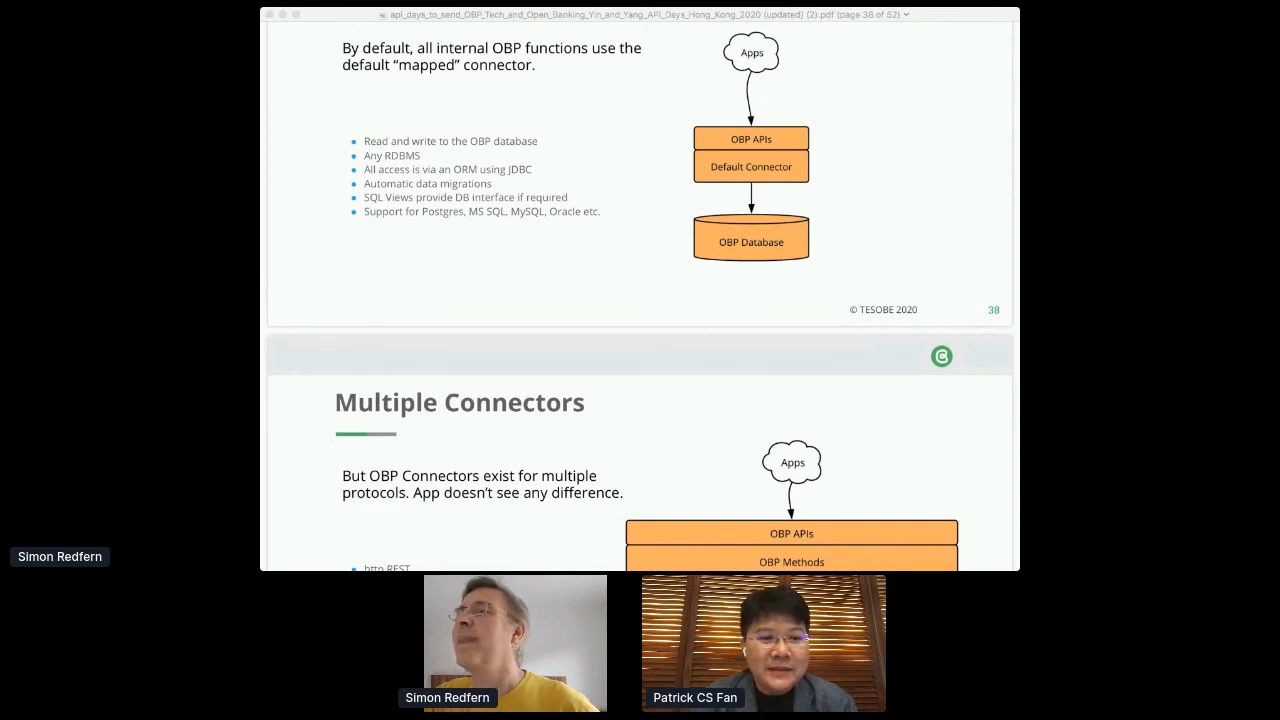 api_days_to_send_OBP_Tech_and_Open_Banking_Yin_and_Yang_API_Days_Hong_Kong_2020 (updated) (2).pdf (page 38 of 52)
By default, all internal OBP functions use the
default “mapped” connector.
Read and write to the OBP database
Any RDBMS
All access is via an ORM using JDBC
Automatic data migrations
SQL Views provide DB interface if required
Support for Postgres, MS SQL, MySQL, Oracle etc.
Apps
OBP APIs
Default Connector
OBP Database
© TESOBE 2020
38
Multiple Connectors
But OBP Connectors exist for multiple
protocols. App doesn’t see any difference.
http REST
Apps
OBP APIs
OBP Methods
Simon Redfern
Simon Redfern
Patrick CS Fan